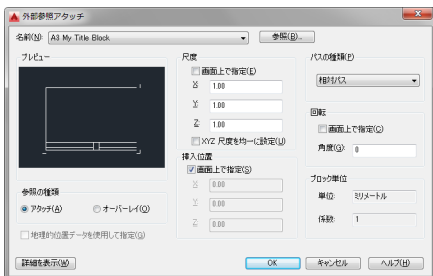 外部参照アタッチ
名前(N): A3 My Title Block 参照(B)...
プレビュー
尺度
画面上で指定(E)
X: 1.00
Y: 1.00
Z: 1.00
XYZ 尺度を均一に設定(U)
挿入位置
画面上で指定(S)
X: 0.00
Y: 0.00
Z: 0.00
パスの種類(P)
相対パス
回転
画面上で指定(C)
角度(G): 0
ブロック単位
単位: ミリメートル
係数: 1
参照の種類
アタッチ(A) オーバーレイ(O)
地理的位置データを使用して指定(G)
詳細を表示(W) OK キャンセル ヘルプ(H)